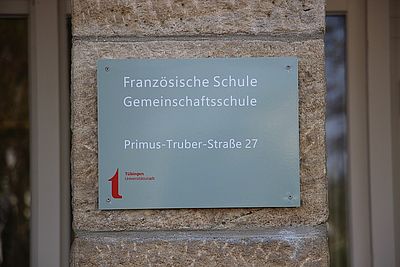 Französische Schule
Gemeinschaftsschule
Primus-Truber-Straße 27
Tübingen
Universitätsstadt